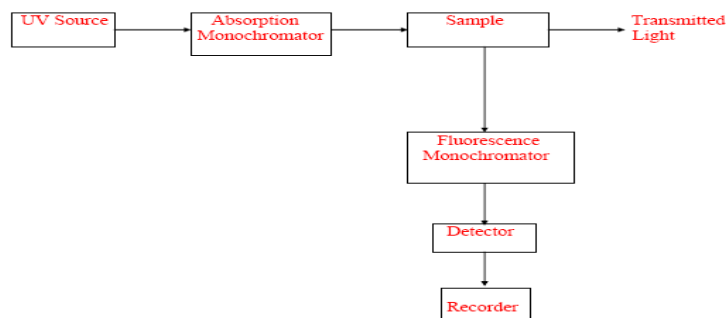 UV Source
Absorption
Monochromator
Sample
Transmitted
Light
Fluorescence
Monochromator
Detector
Recorder